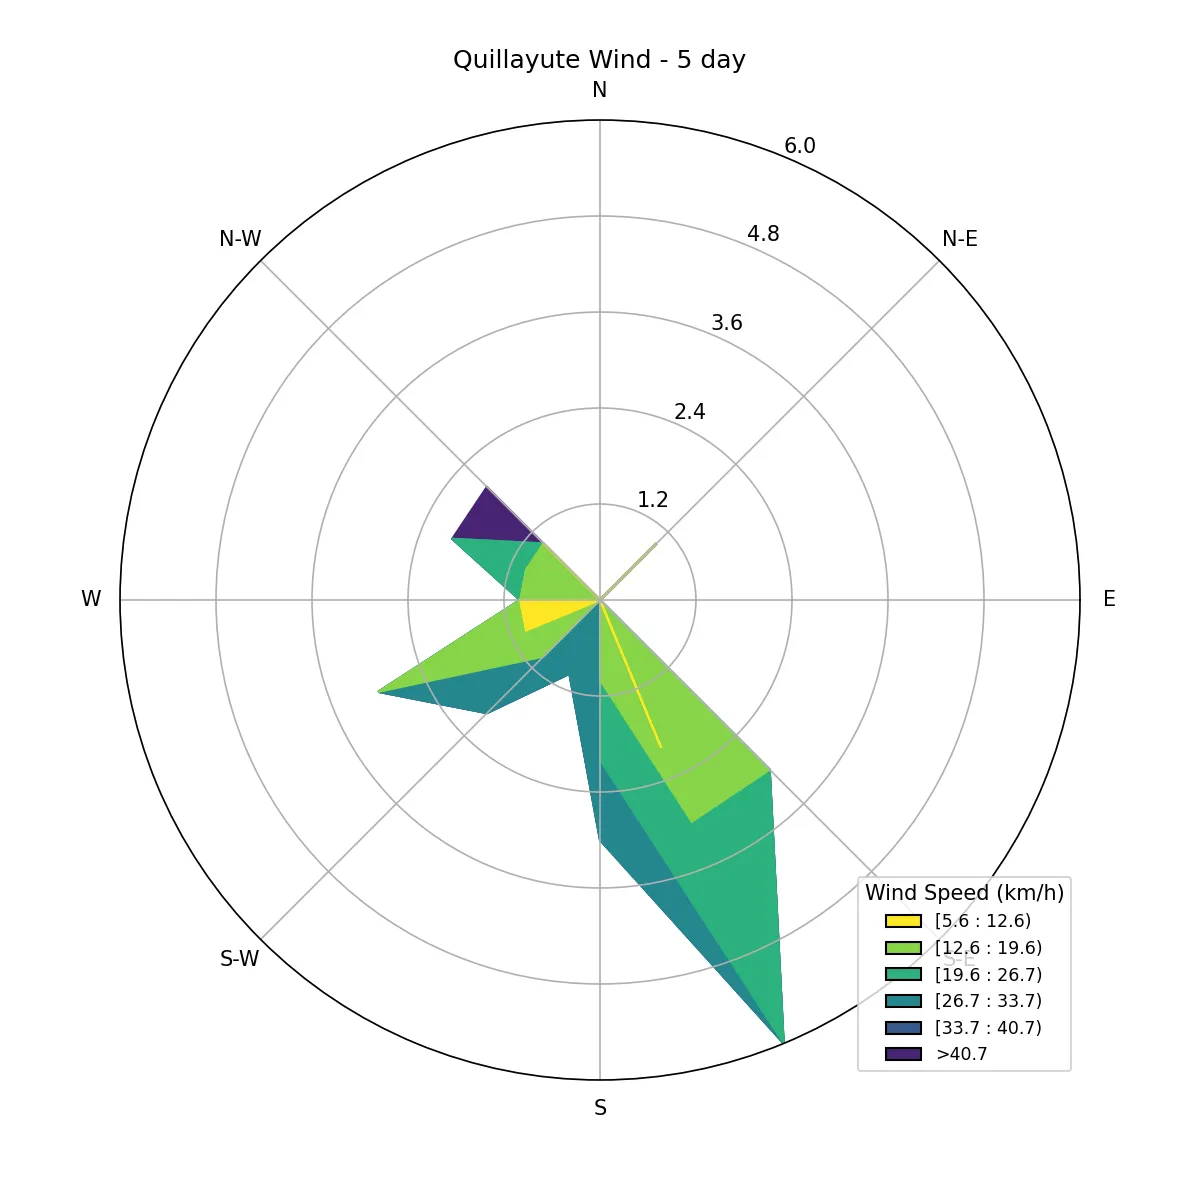 Quillayute Wind - 5 day
N
6.0
4.8
N-W
N-E
3.6
2.4
1.2
W
E
Wind Speed (km/h)
[5.6 : 12.6)
[12.6 : 19.6)
S-W
S-E
[19.6 : 26.7)
[26.7 : 33.7)
[33.7 : 40.7)
>40.7
S